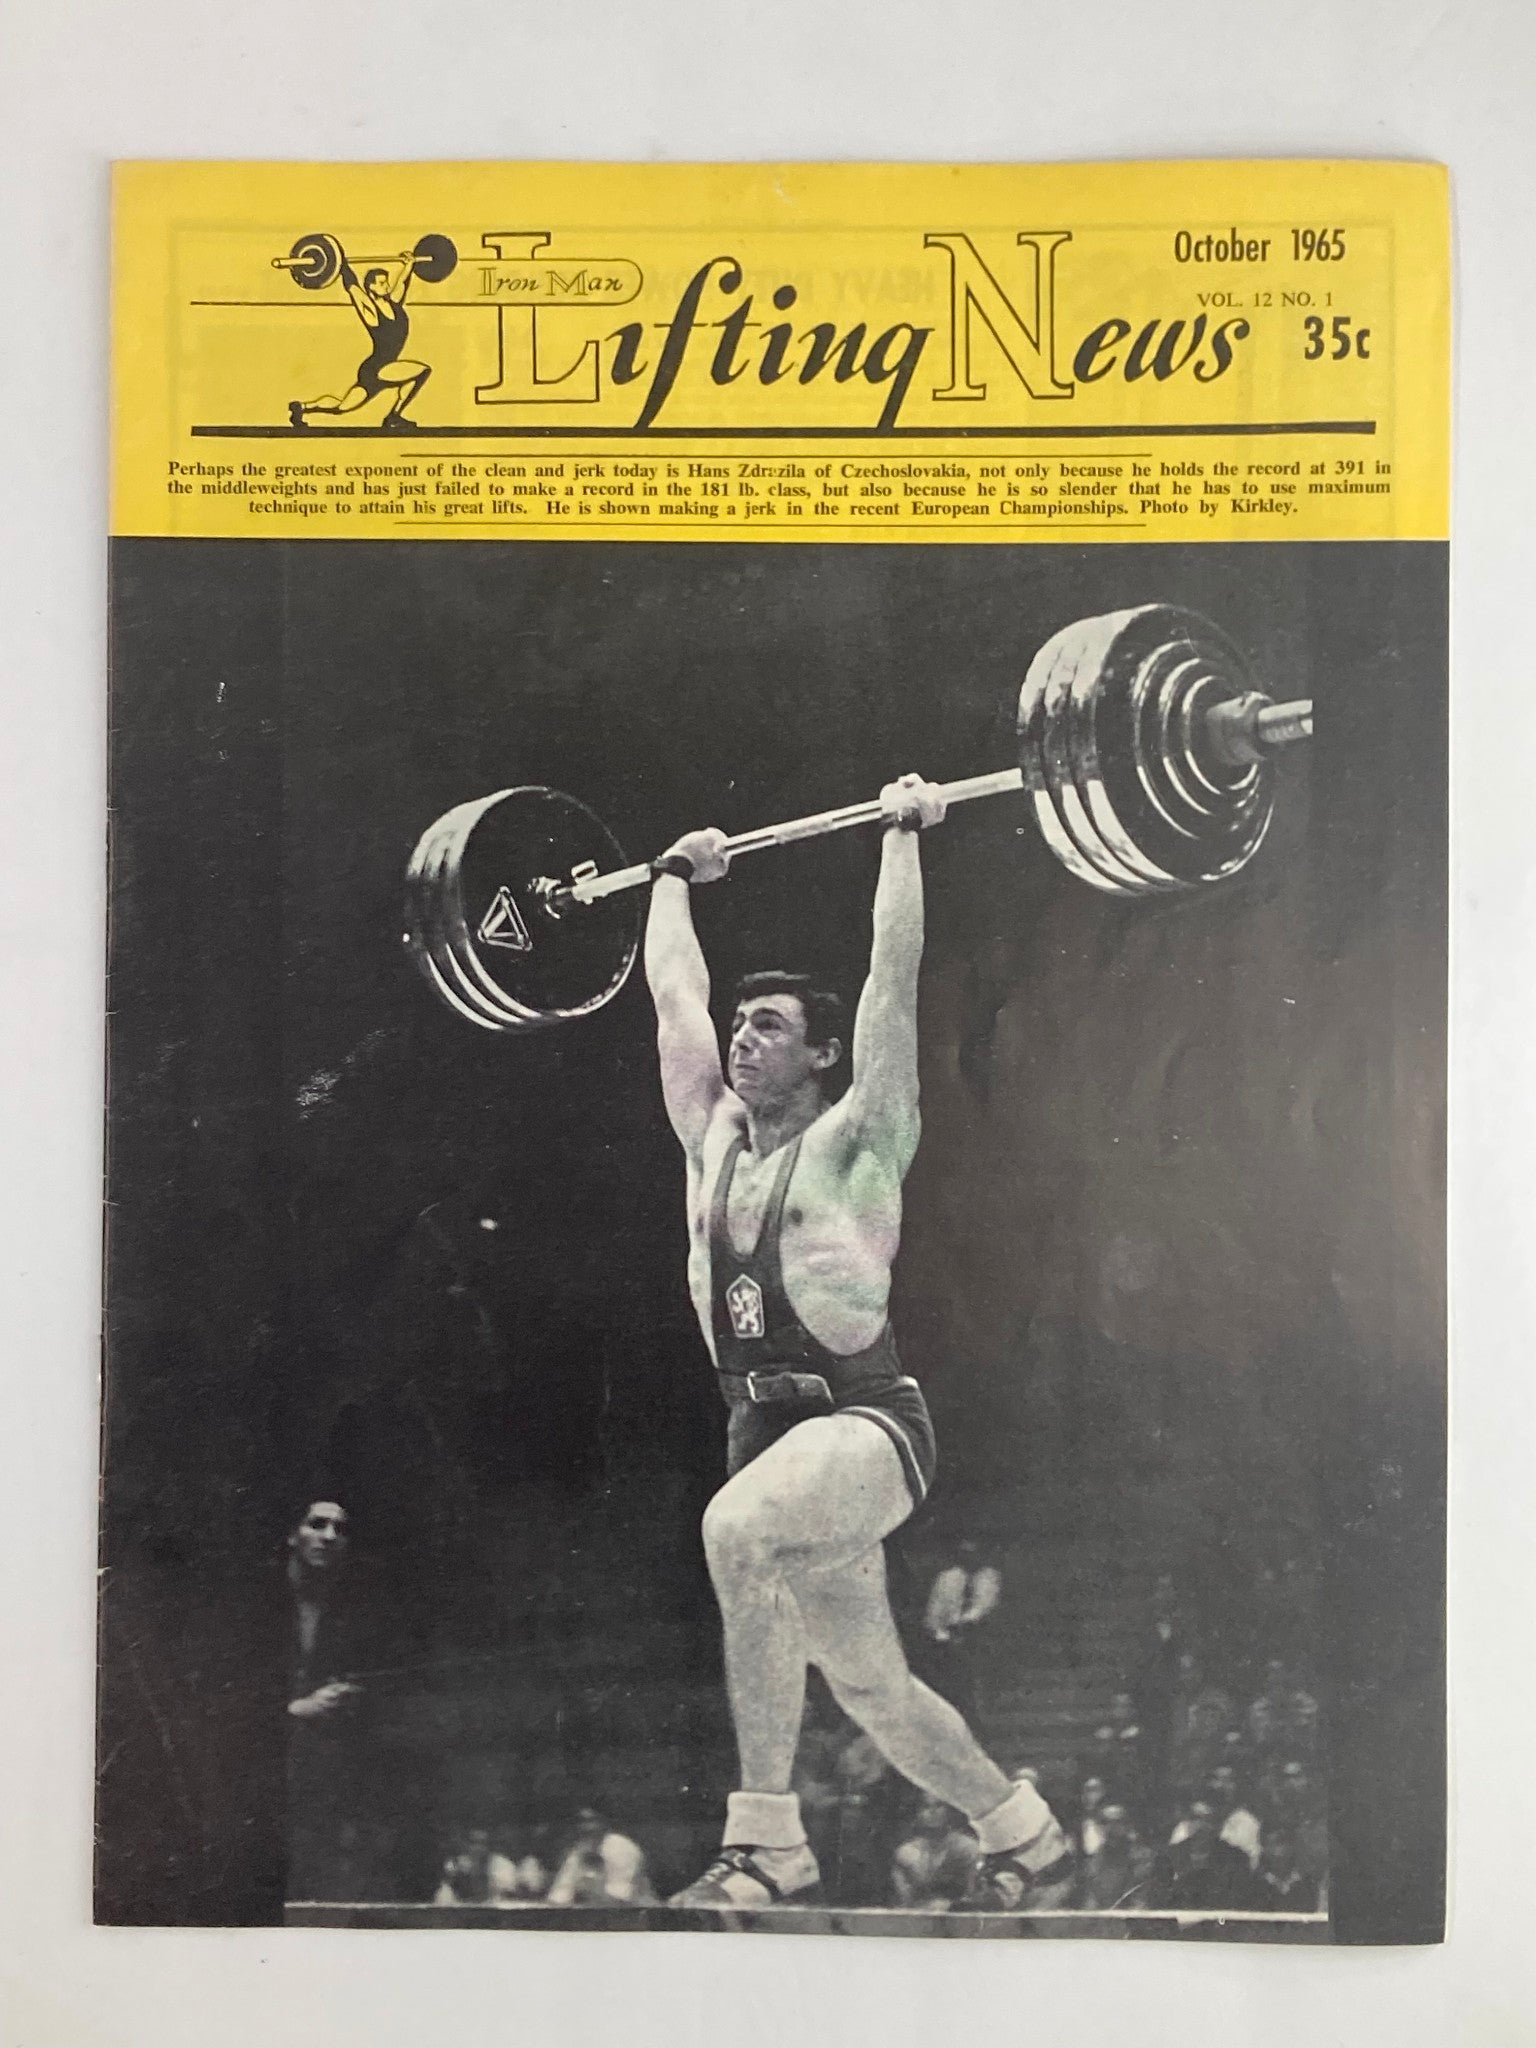 Iron Man
Lifting News
October 1965
VOL. 12 NO. 1
35c
Perhaps the greatest exponent of the clean and jerk today is Hans Zdrazila of Czechoslovakia, not only because he holds the record at 391 in
the middleweights and has just failed to make a record in the 181 lb. class, but also because he is so slender that he has to use maximum
technique to attain his great lifts. He is shown making a jerk in the recent European Championships. Photo by Kirkley.